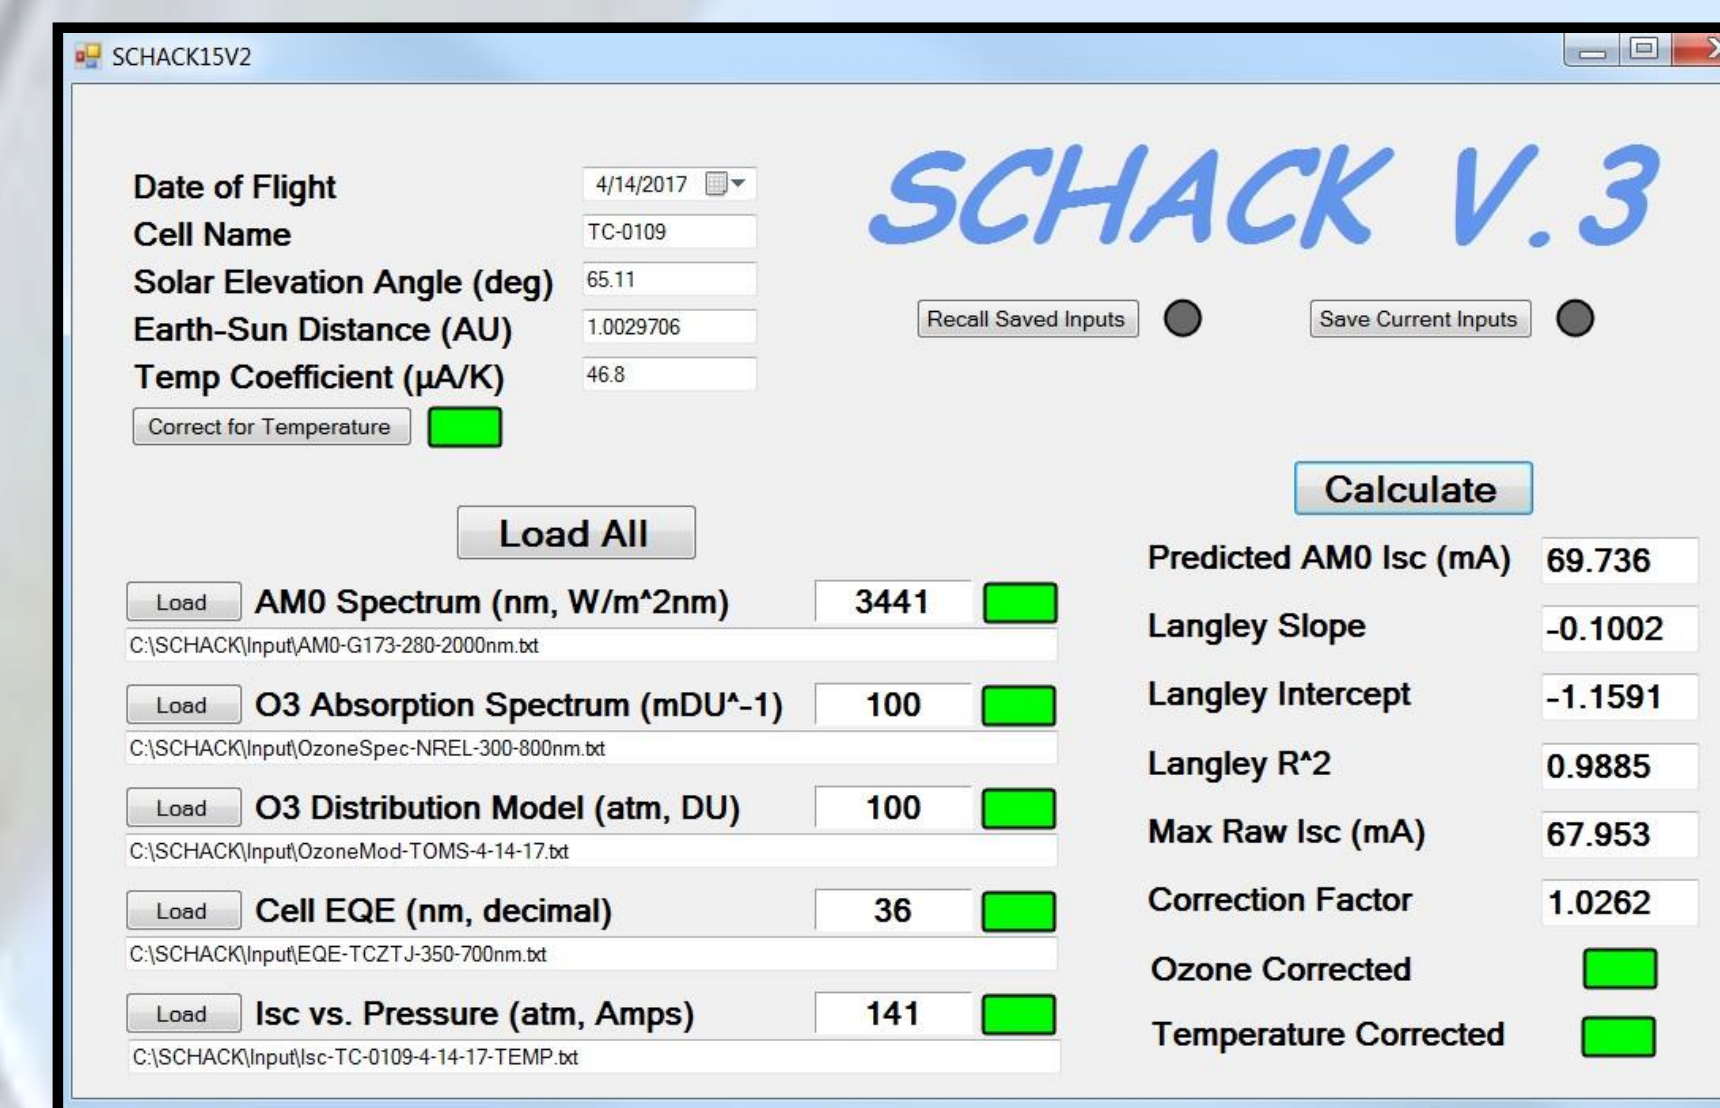 SCHACK15V2
SCHACK V.3
Date of Flight 4/14/2017
Cell Name TC-0109
Solar Elevation Angle (deg) 65.11
Earth-Sun Distance (AU) 1.0029706
Temp Coefficient (µA/K) 46.8
Correct for Temperature
Recall Saved Inputs Save Current Inputs
Load All
Load AM0 Spectrum (nm, W/m^2nm) 3441
C:\SCHACK\Input\AM0-G173-280-2000nm.txt
Load O3 Absorption Spectrum (mDU^-1) 100
C:\SCHACK\Input\OzoneSpec-NREL-300-800nm.txt
Load O3 Distribution Model (atm, DU) 100
C:\SCHACK\Input\OzoneMod-TOMS-4-14-17.txt
Load Cell EQE (nm, decimal) 36
C:\SCHACK\Input\EQE-TCZTJ-350-700nm.txt
Load Isc vs. Pressure (atm, Amps) 141
C:\SCHACK\Input\Isc-TC-0109-4-14-17-TEMP.txt
Calculate
Predicted AM0 Isc (mA) 69.736
Langley Slope -0.1002
Langley Intercept -1.1591
Langley R^2 0.9885
Max Raw Isc (mA) 67.953
Correction Factor 1.0262
Ozone Corrected
Temperature Corrected